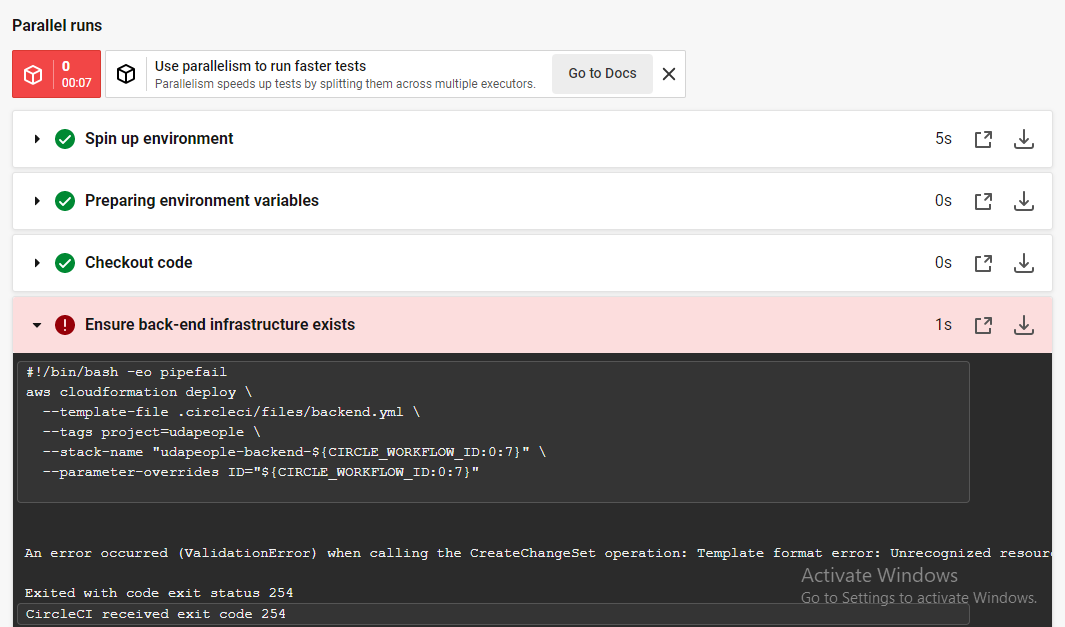 Parallel runs
0
00:07
Use parallelism to run faster tests
Parallelism speeds up tests by splitting them across multiple executors.
Go to Docs
Spin up environment 5s
Preparing environment variables 0s
Checkout code 0s
Ensure back-end infrastructure exists 1s
#!/bin/bash -eo pipefail
aws cloudformation deploy \
  --template-file .circleci/files/backend.yml \
  --tags project=udapeople \
  --stack-name "udapeople-backend-${CIRCLE_WORKFLOW_ID:0:7}" \
  --parameter-overrides ID="${CIRCLE_WORKFLOW_ID:0:7}"
An error occurred (ValidationError) when calling the CreateChangeSet operation: Template format error: Unrecognized
Activate Windows
Go to Settings to activate Windows.
Exited with code exit status 254
CircleCI received exit code 254